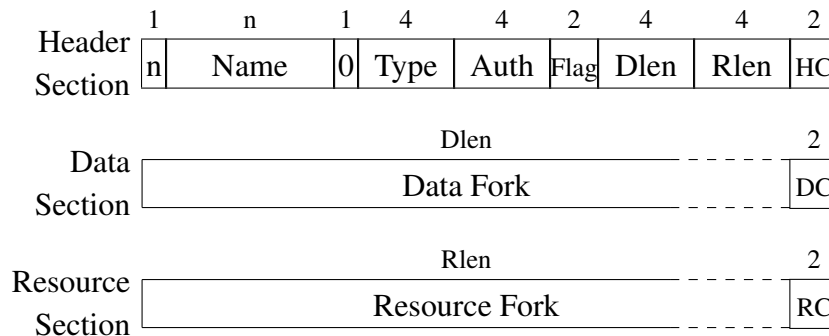 1 n 1 4 4 2 4 4 2
Header Section
n Name 0 Type Auth Flag Dlen Rlen HC
Dlen 2
Data Section
Data Fork DC
Rlen 2
Resource Section
Resource Fork RC